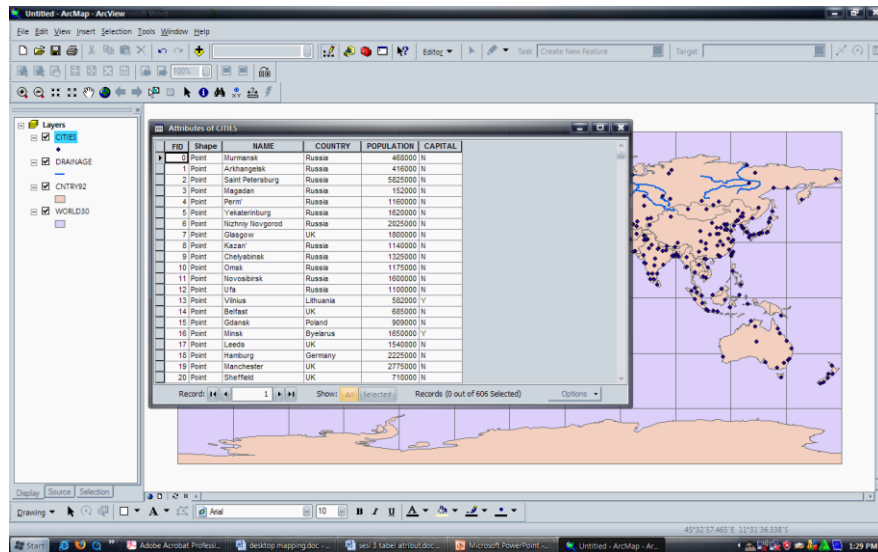 Untitled - ArcMap - ArcView
File Edit View Insert Selection Tools Window Help
100%
Editor
Task: Create New Feature
Target:
Layers
CITIES
DRAINAGE
CNTRY92
WORLD30
Attributes of CITIES
FID Shape NAME COUNTRY POPULATION CAPITAL
0 Point Murmansk Russia 468000 N
1 Point Arkhangelsk Russia 416000 N
2 Point Saint Petersburg Russia 5825000 N
3 Point Magadan Russia 152000 N
4 Point Perm' Russia 1160000 N
5 Point Yekaterinburg Russia 1620000 N
6 Point Nizhniy Novgorod Russia 2025000 N
7 Point Glasgow UK 1800000 N
8 Point Kazan' Russia 1140000 N
9 Point Chelyabinsk Russia 1325000 N
10 Point Omsk Russia 1175000 N
11 Point Novosibirsk Russia 1600000 N
12 Point Ufa Russia 1100000 N
13 Point Vilnius Lithuania 582000 Y
14 Point Belfast UK 685000 N
15 Point Gdansk Poland 909000 N
16 Point Minsk Byelarus 1650000 Y
17 Point Leeds UK 1540000 N
18 Point Hamburg Germany 2225000 N
19 Point Manchester UK 2775000 N
20 Point Sheffield UK 710000 N
Record: 1 Show: All Selected Records (0 out of 606 Selected) Options
Display Source Selection
Drawing A Arial 10 B I U A
45°32'57,465"E 11°31'36,338"S
Start Adobe Acrobat Professi... desktop mapping.doc - ... sesi 3 tabel atribut.doc... Microsoft PowerPoint -... Untitled - ArcMap - Ar... 1:29 PM